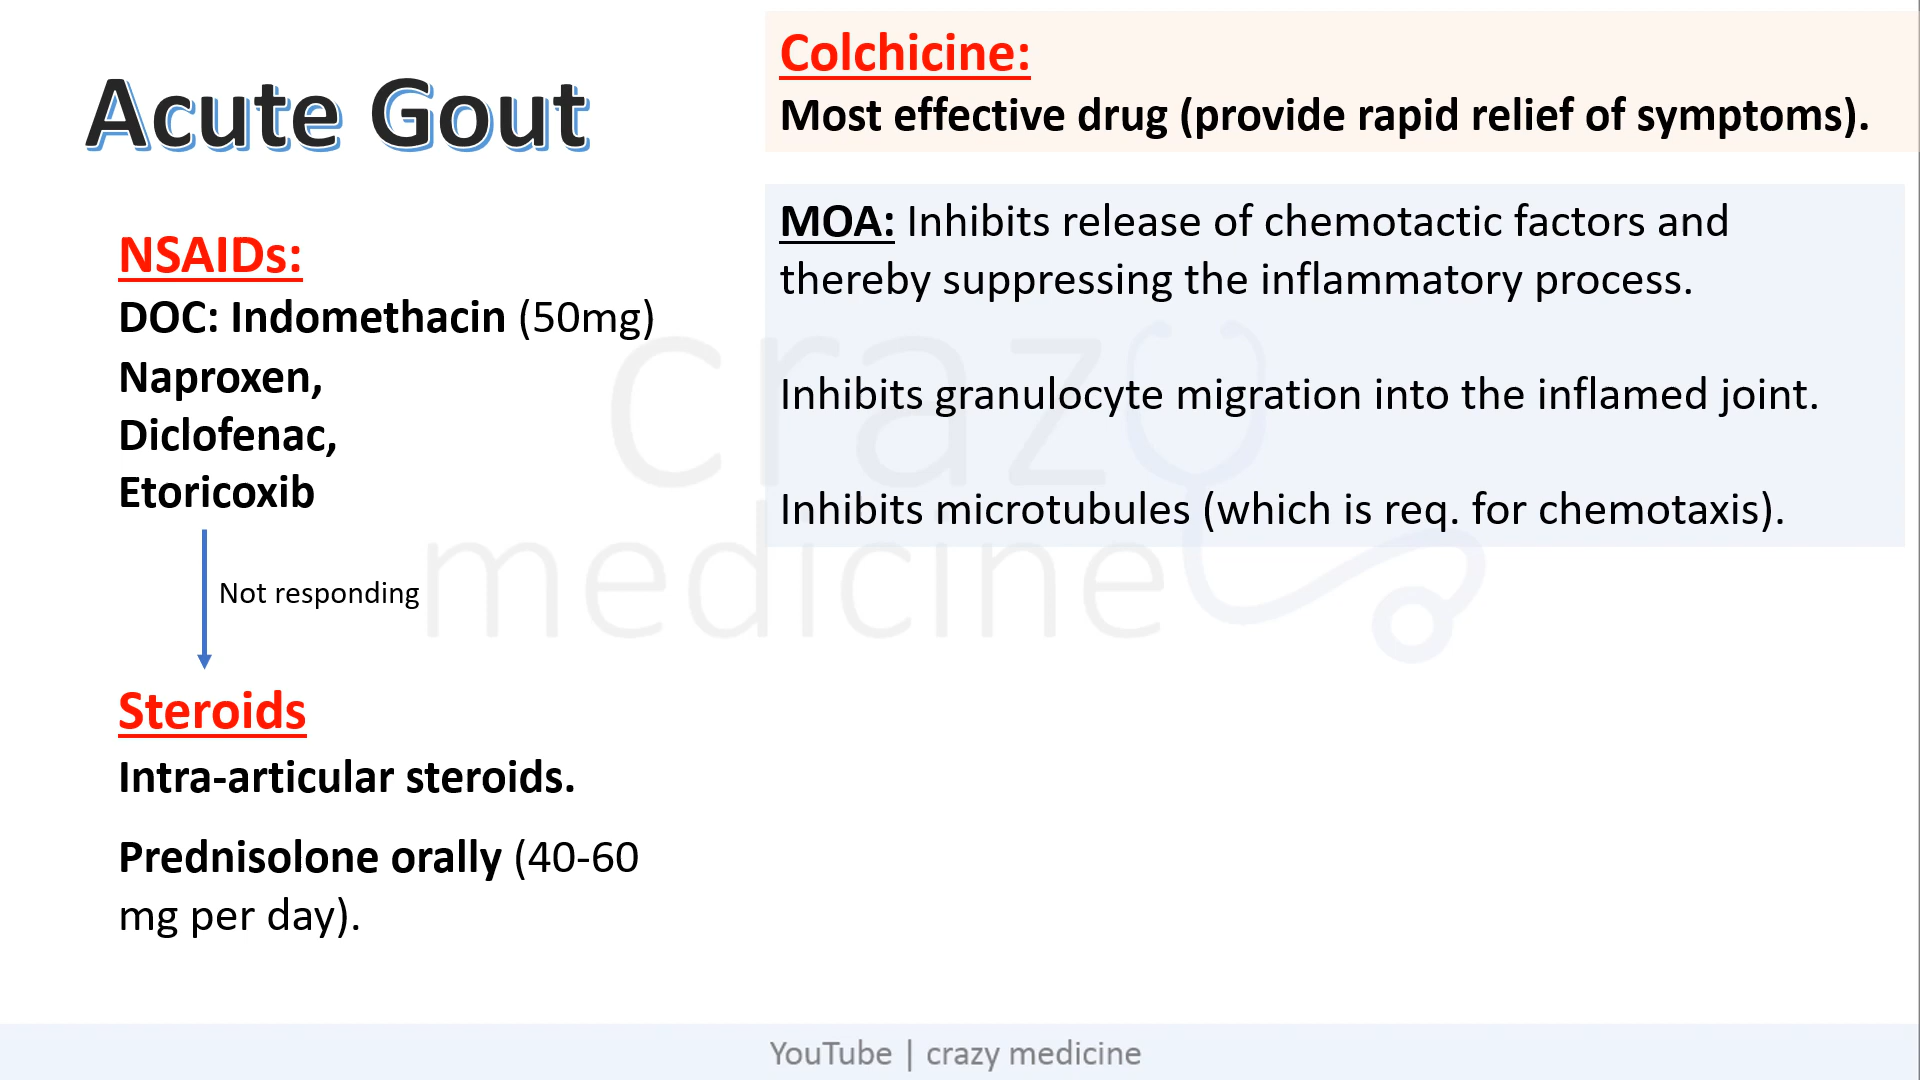 Acute Gout
NSAIDs:
DOC: Indomethacin (50mg)
Naproxen,
Diclofenac,
Etoricoxib
Not responding
Steroids
Intra-articular steroids.
Prednisolone orally (40-60
mg per day).
Colchicine:
Most effective drug (provide rapid relief of symptoms).
MOA: Inhibits release of chemotactic factors and
thereby suppressing the inflammatory process.
Inhibits granulocyte migration into the inflamed joint.
Inhibits microtubules (which is req. for chemotaxis).
crazy
medicine
YouTube | crazy medicine